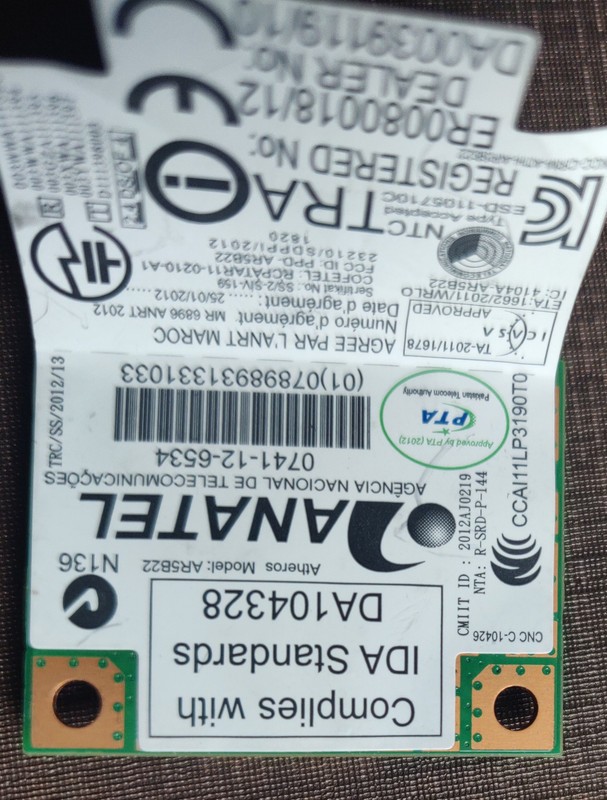 Complies with
IDA Standards
DA104328
CNC C-10426
N136
Atheros Model: AR5B22
ANATEL
AGÊNCIA NACIONAL DE TELECOMUNICAÇÕES
0741-12-6534
(01)07898931331033
CMIIT ID : 2012AJ0219
NTA: R-SRD-P-144
CCAI11LP3190T0
Approved by PTA (2012)
PTA
Pakistan Telecom Authority
TRC/SS/2012/13
AGREE PAR L'ANRT MAROC
Numéro d'agrément : MR 6896 ANRT 2012
Date d'agrément : 25/01/2012
Sertifikat No: SS/2-SIV-159
COFETEL: RCPATAR11-0210-A1
FCC ID: PPD-AR5B22
23210/SDPPI/2012
1820
TA-2011/1678
APPROVED
ICASA
IC: 4104A-AR5B22
ETA:1662/2011/WRLO
NTC
Type Accepted
ESD-1105710C
TRA
REGISTERED No:
ER0080018/12
DEALER No:
DA0039119/10
CE
R
T
D111198003